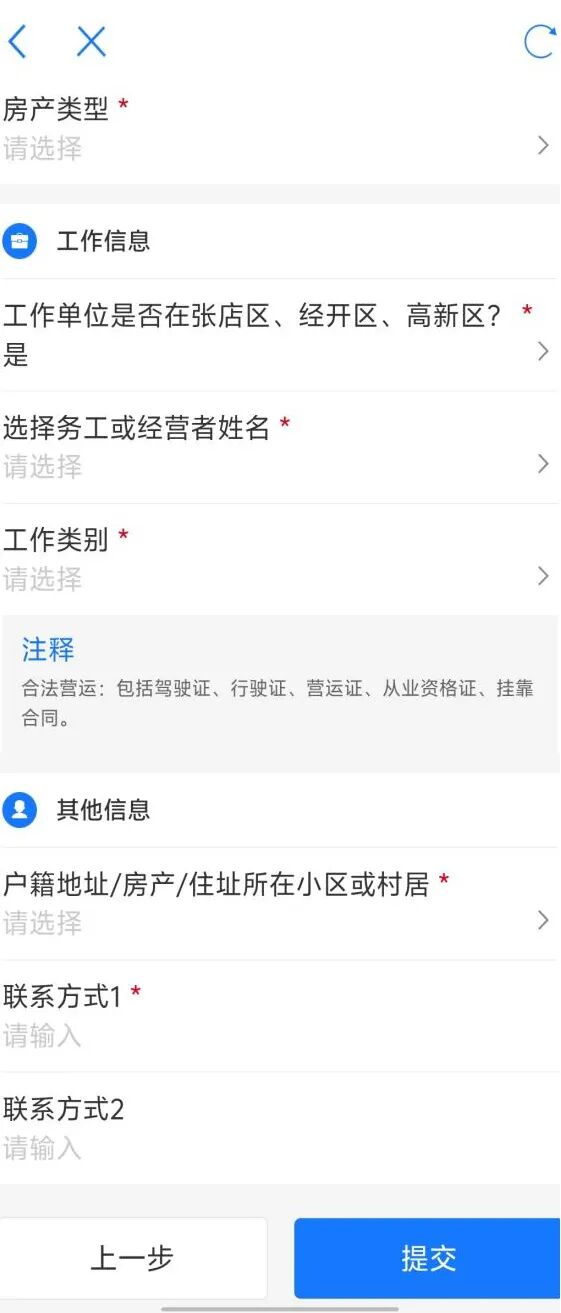 房产类型 *
请选择
工作信息
工作单位是否在张店区、经开区、高新区？ *
是
选择务工或经营者姓名 *
请选择
工作类别 *
请选择
注释
合法营运：包括驾驶证、行驶证、营运证、从业资格证、挂靠
合同。
其他信息
户籍地址/房产/住址所在小区或村居 *
请选择
联系方式1 *
请输入
联系方式2
请输入
上一步
提交